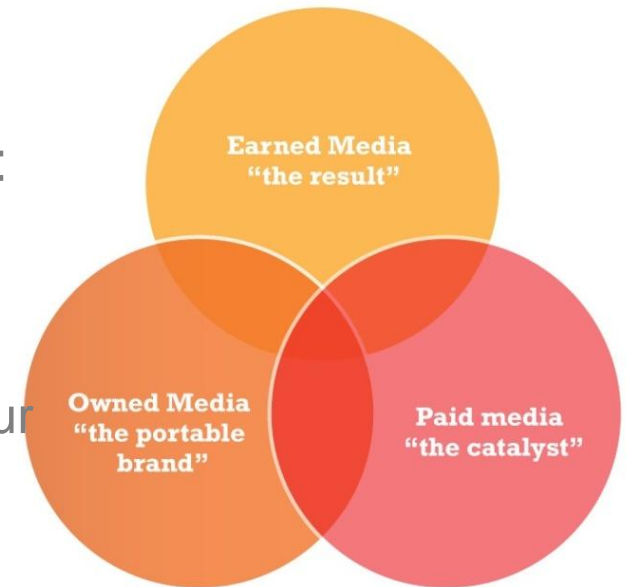 Earned Media
“the result”
Owned Media
“the portable
brand”
Paid media
“the catalyst”